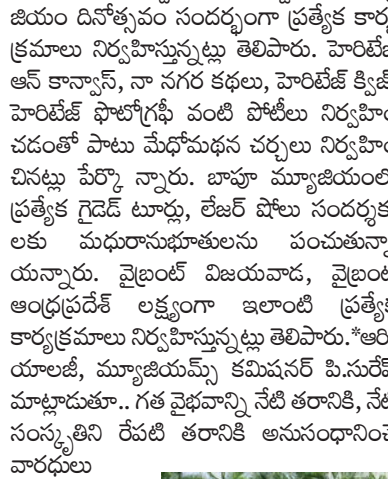 జియం దినోత్సవం సందర్భంగా ప్రత్యేక కార్య
క్రమాలు నిర్వహిస్తున్నట్లు తెలిపారు. హెరిటేజ
ఆన్ కాన్వాస్, నా నగర కథలు, హెరిటేజ్ క్విజ్
హెరిటేజ్ ఫొటోగ్రఫీ వంటి పోటీలు నిర్వహిం
చడంతో పాటు మేధోమథన చర్చలు నిర్వహిం
చినట్లు పేర్కొ న్నారు. బాపూ మ్యూజియంలో
ప్రత్యేక గైడెడ్ టూర్లు, లేజర్ షోలు సందర్శక
లకు మధురానుభూతులను పంచుతున్నా
యన్నారు. వైబ్రంట్ విజయవాడ, వైబ్రంట్
ఆంధ్రప్రదేశ్ లక్ష్యంగా ఇలాంటి ప్రత్యేక
కార్యక్రమాలు నిర్వహిస్తున్నట్లు తెలిపారు.*ఆర్కి
యాలజీ, మ్యూజియమ్స్ కమిషనర్ పి.సురేష్
మాట్లాడుతూ.. గత వైభవాన్ని నేటి తరానికి, నేటి
సంస్కృతిని రేపటి తరానికి అనుసంధానించే
వారధులు